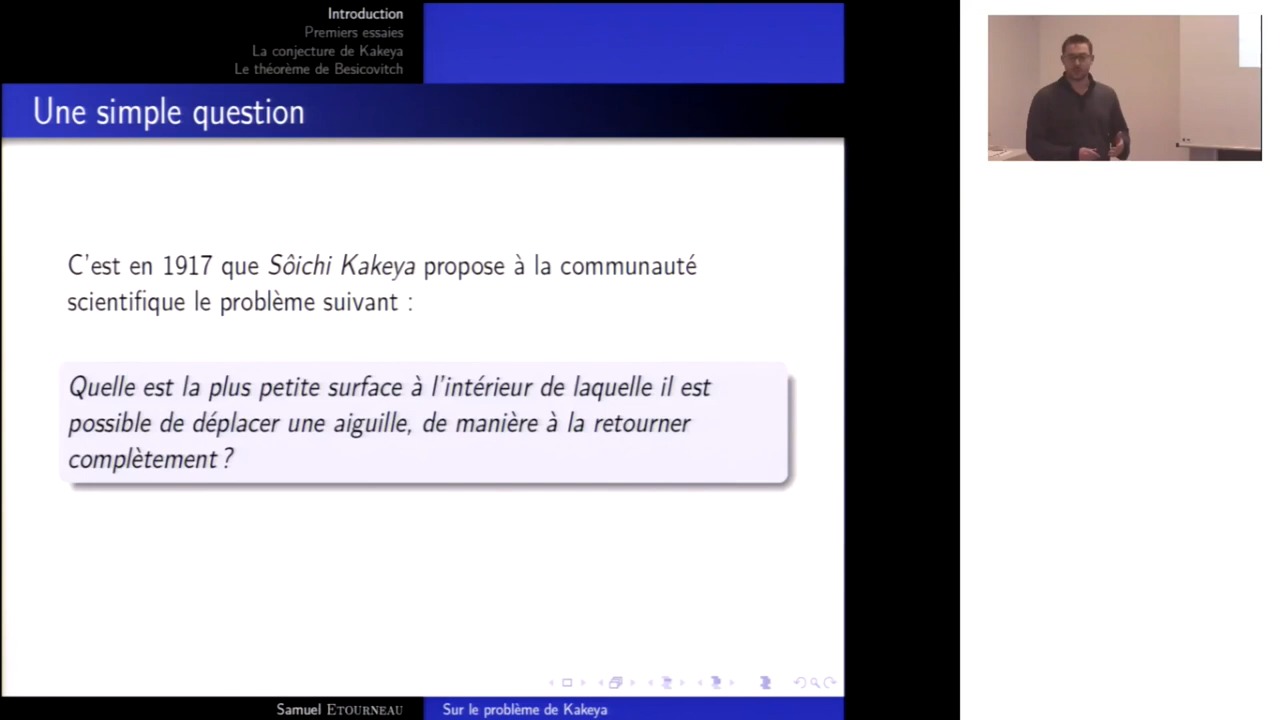 Introduction
Premiers essaies
La conjecture de Kakeya
Le théorème de Besicovitch
Une simple question
C'est en 1917 que Sôichi Kakeya propose à la communauté
scientifique le problème suivant :
Quelle est la plus petite surface à l'intérieur de laquelle il est
possible de déplacer une aiguille, de manière à la retourner
complètement ?
Samuel ETOURNEAU
Sur le problème de Kakeya